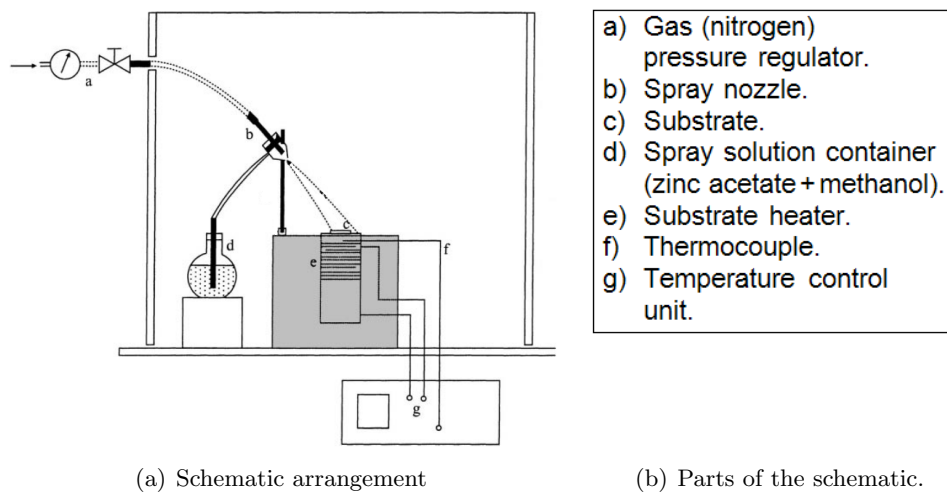 a
b
c
d
e
f
g
a) Gas (nitrogen)
pressure regulator.
b) Spray nozzle.
c) Substrate.
d) Spray solution container
(zinc acetate+methanol).
e) Substrate heater.
f) Thermocouple.
g) Temperature control
unit.
(a) Schematic arrangement
(b) Parts of the schematic.